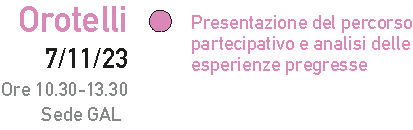 Orotelli
7/11/23
Ore 10.30-13.30
Sede GAL
Presentazione del percorso
partecipativo e analisi delle
esperienze pregresse